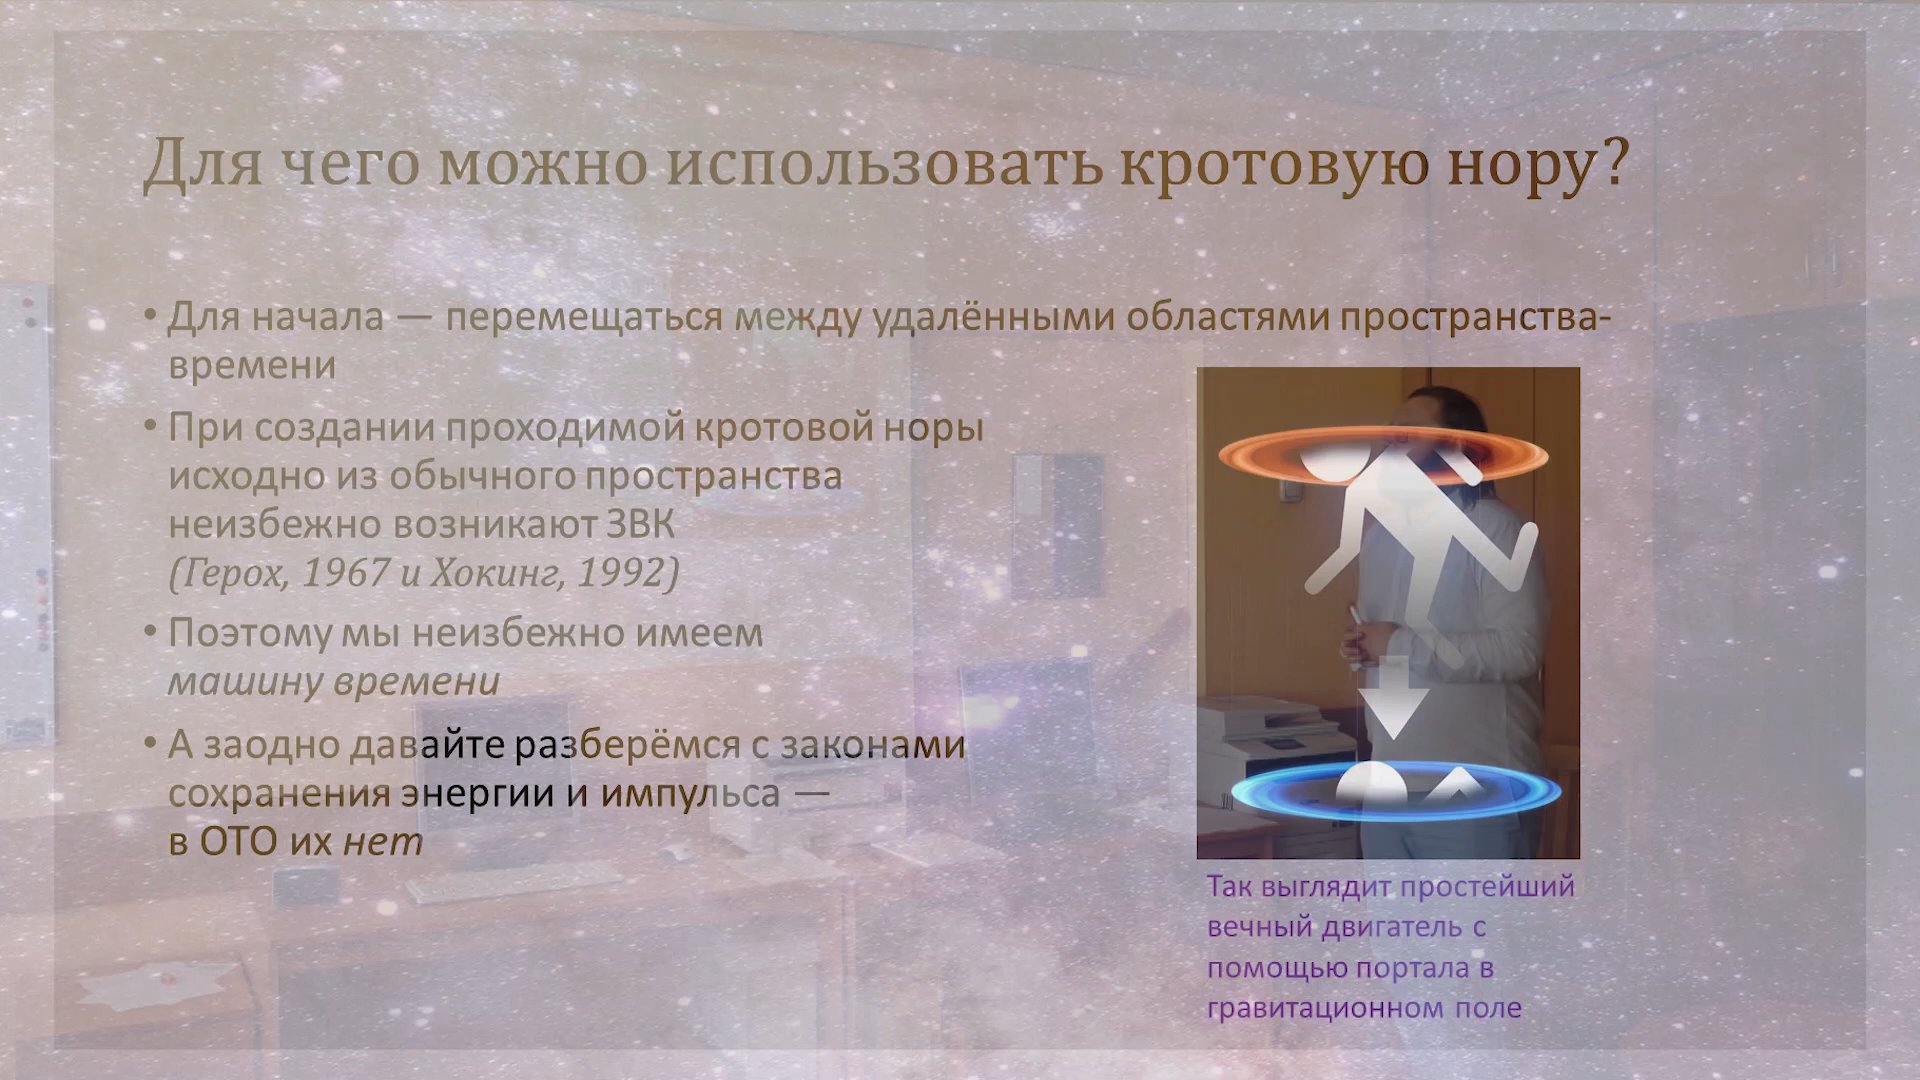 Для чего можно использовать кротовую нору?
• Для начала — перемещаться между удалёнными областями пространства-
времени
• При создании проходимой кротовой норы
исходно из обычного пространства
неизбежно возникают ЗВК
(Герох, 1967 и Хокинг, 1992)
• Поэтому мы неизбежно имеем
машину времени
• А заодно давайте разберёмся с законами
сохранения энергии и импульса —
в ОТО их нет
Так выглядит простейший
вечный двигатель с
помощью портала в
гравитационном поле